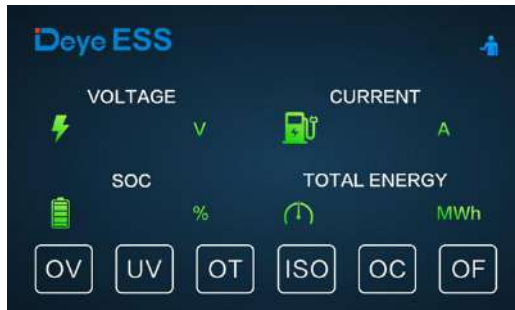 Deye ESS
VOLTAGE CURRENT
V A
SOC TOTAL ENERGY
% MWh
OV UV OT ISO OC OF